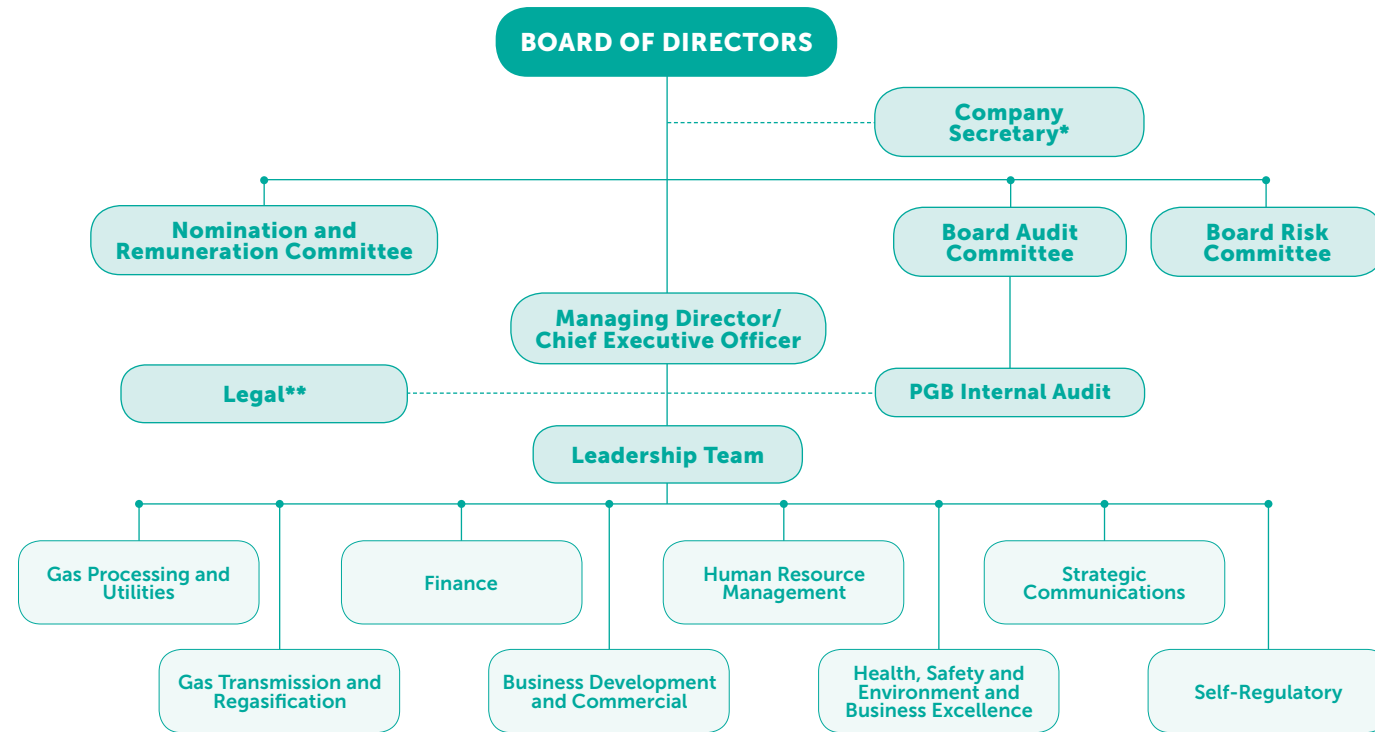 BOARD OF DIRECTORS
Company
Secretary*
Nomination and
Remuneration Committee
Board Audit
Committee
Board Risk
Committee
Managing Director/
Chief Executive Officer
Legal**
PGB Internal Audit
Leadership Team
Gas Processing and
Utilities
Finance
Human Resource
Management
Strategic
Communications
Gas Transmission and
Regasification
Business Development
and Commercial
Health, Safety and
Environment and
Business Excellence
Self-Regulatory